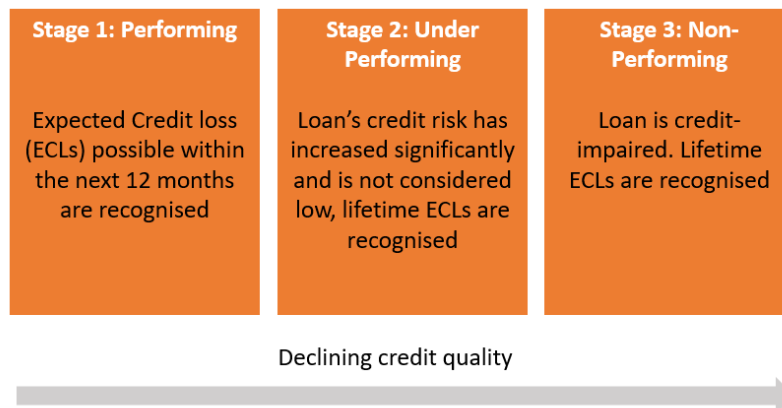 Stage 1: Performing
Expected Credit loss
(ECLs) possible within
the next 12 months
are recognised
Stage 2: Under
Performing
Loan’s credit risk has
increased significantly
and is not considered
low, lifetime ECLs are
recognised
Stage 3: Non-
Performing
Loan is credit-
impaired. Lifetime
ECLs are recognised
Declining credit quality